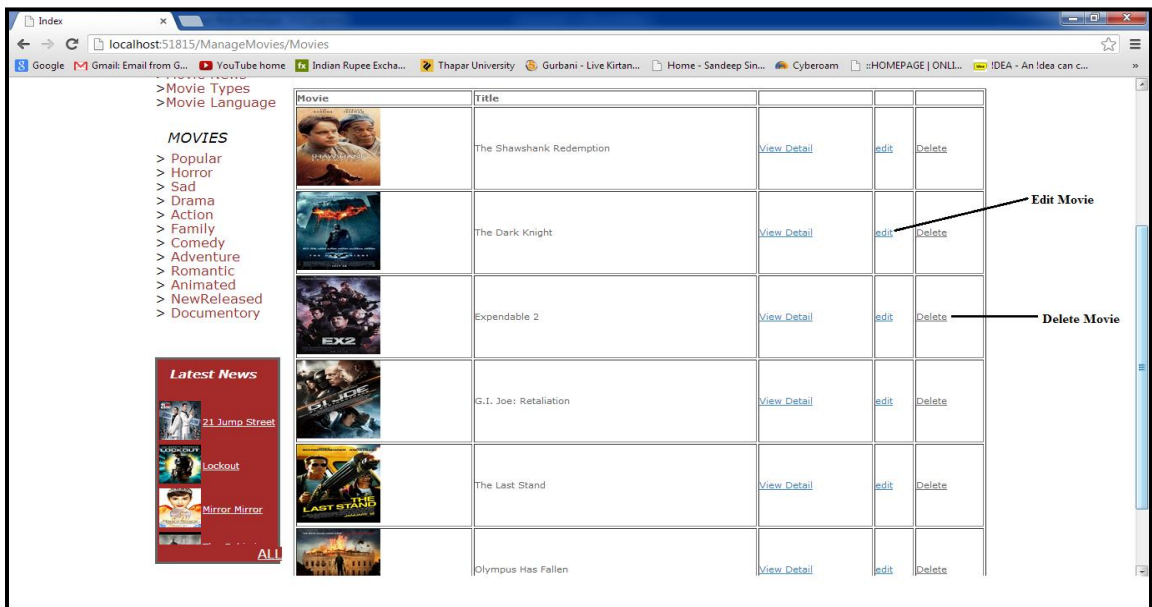 Index
localhost:51815/ManageMovies/Movies
Google Gmail: Email from G... YouTube home Indian Rupee Excha... Thapar University Gurbani - Live Kirtan... Home - Sandeep Sin... Cyberoam ::HOMEPAGE | ONLI... !DEA - An !dea can c... »
>Movie News
>Movie Types
>Movie Language
MOVIES
> Popular
> Horror
> Sad
> Drama
> Action
> Family
> Comedy
> Adventure
> Romantic
> Animated
> NewReleased
> Documentory
Latest News
21 Jump Street
Lockout
Mirror Mirror
ALL
Movie Title
SHAWSHANK
The Shawshank Redemption View Detail edit Delete
The Dark Knight View Detail edit Delete
EX2
Expendable 2 View Detail edit Delete
G.I. JOE
G.I. Joe: Retaliation View Detail edit Delete
THE
LAST STAND
The Last Stand View Detail edit Delete
Olympus Has Fallen View Detail edit Delete
Edit Movie
Delete Movie